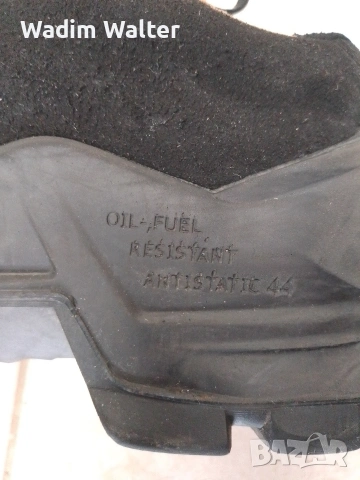 Wadim Walter
OIL-FUEL
RESISTANT
ANTISTATIC 44
BAZAR